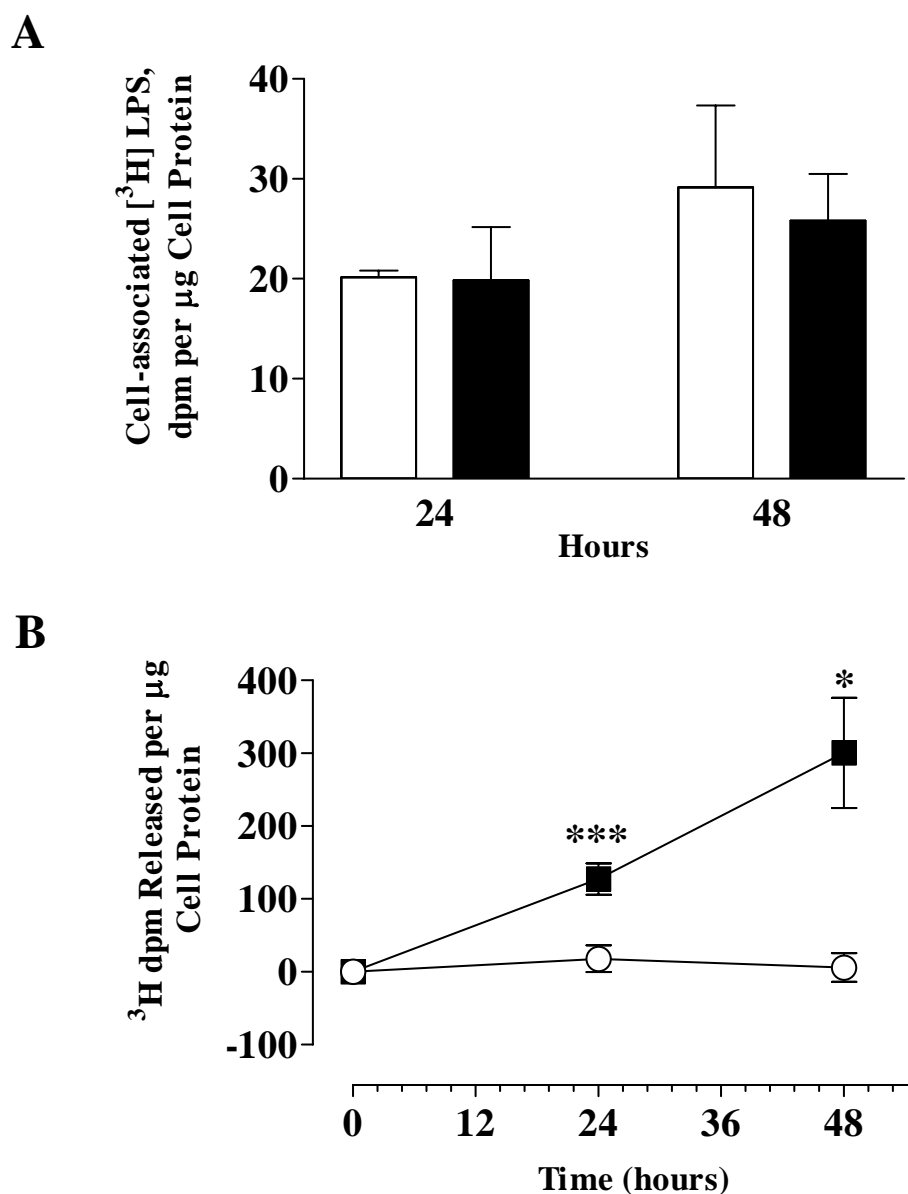 A
Cell-associated [³H] LPS,
dpm per µg Cell Protein
40
30
20
10
0
24 48
Hours
B
³H dpm Released per µg
Cell Protein
400
300
200
100
0
-100
***
*
0 12 24 36 48
Time (hours)